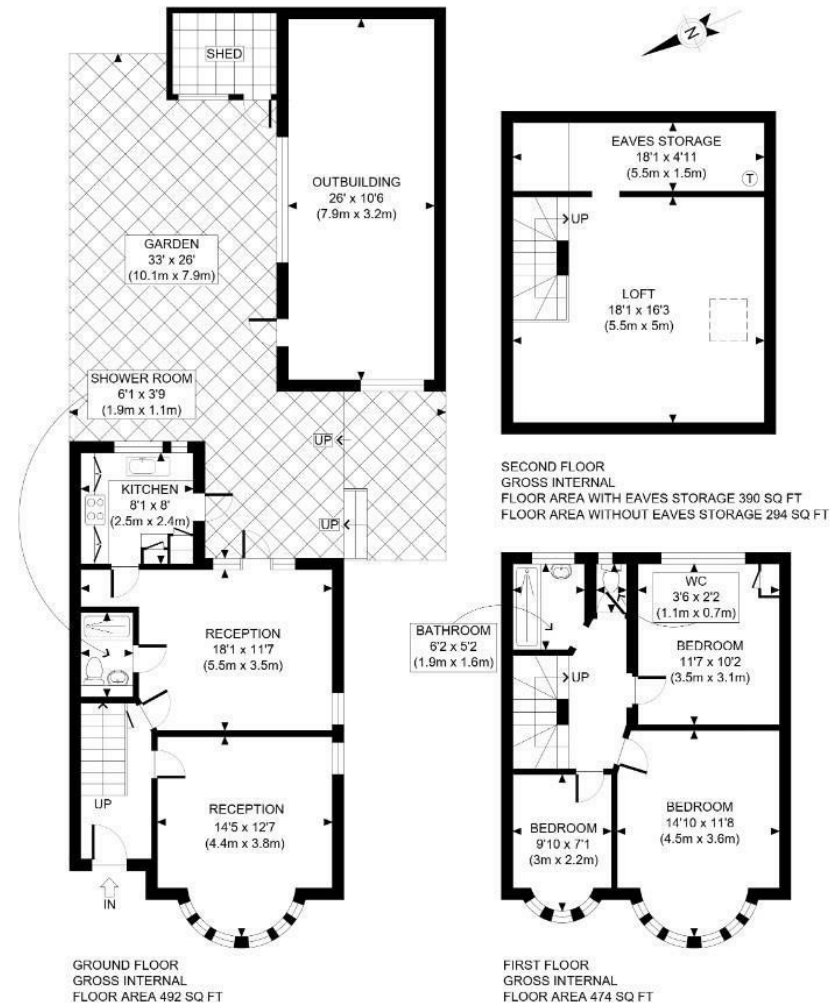 SHED
N
OUTBUILDING
26' x 10'6
(7.9m x 3.2m)
GARDEN
33' x 26'
(10.1m x 7.9m)
SHOWER ROOM
6'1 x 3'9
(1.9m x 1.1m)
UP
UP
KITCHEN
8'1 x 8'
(2.5m x 2.4m)
RECEPTION
18'1 x 11'7
(5.5m x 3.5m)
RECEPTION
14'5 x 12'7
(4.4m x 3.8m)
UP
IN
GROUND FLOOR
GROSS INTERNAL
FLOOR AREA 492 SQ FT
EAVES STORAGE
18'1 x 4'11
(5.5m x 1.5m)
T
UP
LOFT
18'1 x 16'3
(5.5m x 5m)
SECOND FLOOR
GROSS INTERNAL
FLOOR AREA WITH EAVES STORAGE 390 SQ FT
FLOOR AREA WITHOUT EAVES STORAGE 294 SQ FT
WC
3'6 x 2'2
(1.1m x 0.7m)
BATHROOM
6'2 x 5'2
(1.9m x 1.6m)
BEDROOM
11'7 x 10'2
(3.5m x 3.1m)
UP
BEDROOM
14'10 x 11'8
(4.5m x 3.6m)
BEDROOM
9'10 x 7'1
(3m x 2.2m)
FIRST FLOOR
GROSS INTERNAL
FLOOR AREA 474 SQ FT